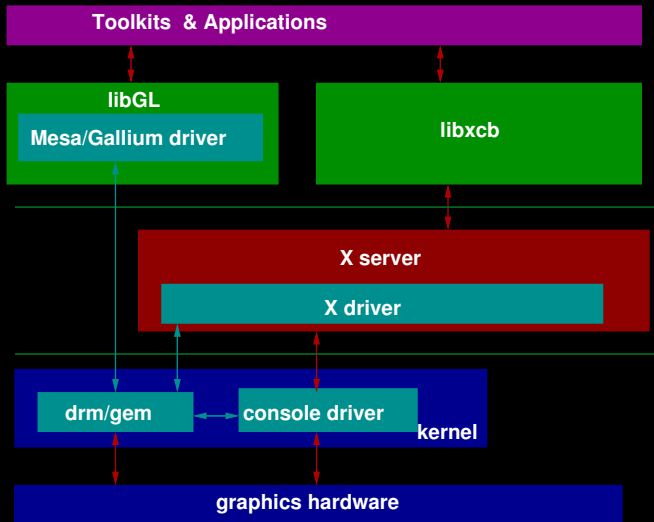 Toolkits & Applications
libGL
Mesa/Gallium driver
libxcb
X server
X driver
drm/gem
console driver
kernel
graphics hardware